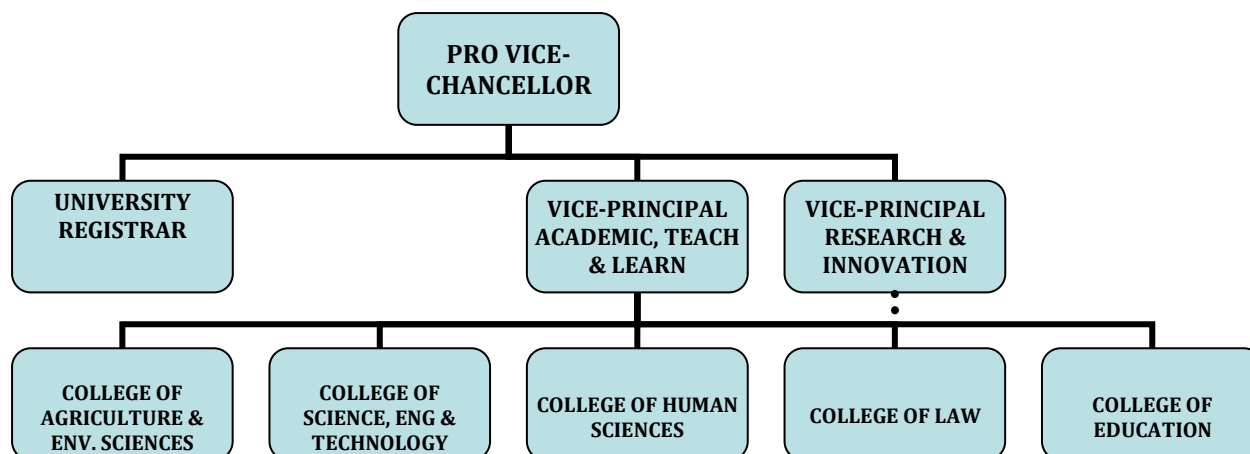 PRO VICE-
CHANCELLOR
UNIVERSITY
REGISTRAR
VICE-PRINCIPAL
ACADEMIC, TEACH
& LEARN
VICE-PRINCIPAL
RESEARCH &
INNOVATION
COLLEGE OF
AGRICULTURE &
ENV. SCIENCES
COLLEGE OF
SCIENCE, ENG &
TECHNOLOGY
COLLEGE OF HUMAN
SCIENCES
COLLEGE OF LAW
COLLEGE OF
EDUCATION